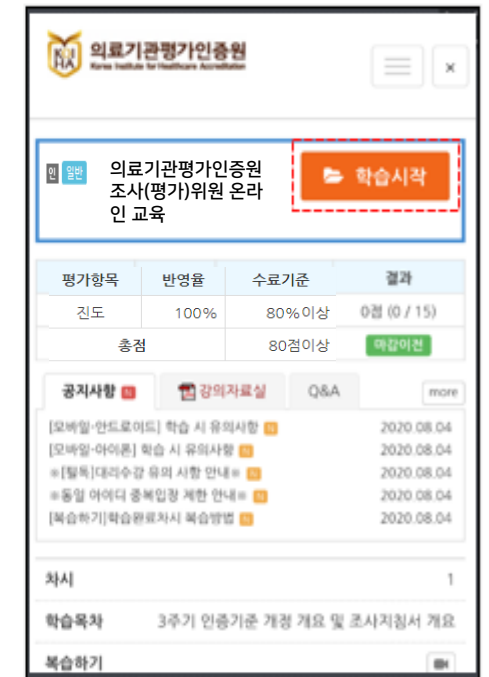 KOIHA
의료기관평가인증원
Korea Institute for Healthcare Accreditation
×
인 일반 의료기관평가인증원
조사(평가)위원 온라
인 교육
학습시작
평가항목 반영율 수료기준 결과
진도 100% 80%이상 0점 (0 / 15)
총점 80점이상 마감이전
공지사항 N 강의자료실 Q&A more
[모바일-안드로이드] 학습 시 유의사항 N 2020.08.04
[모바일-아이폰] 학습 시 유의사항 N 2020.08.04
※[필독]대리수강 유의 사항 안내※ N 2020.08.04
※동일 아이디 중복입장 제한 안내※ N 2020.08.04
[복습하기]학습완료차시 복습방법 N 2020.08.04
차시 1
학습목차 3주기 인증기준 개정 개요 및 조사지침서 개요
복습하기